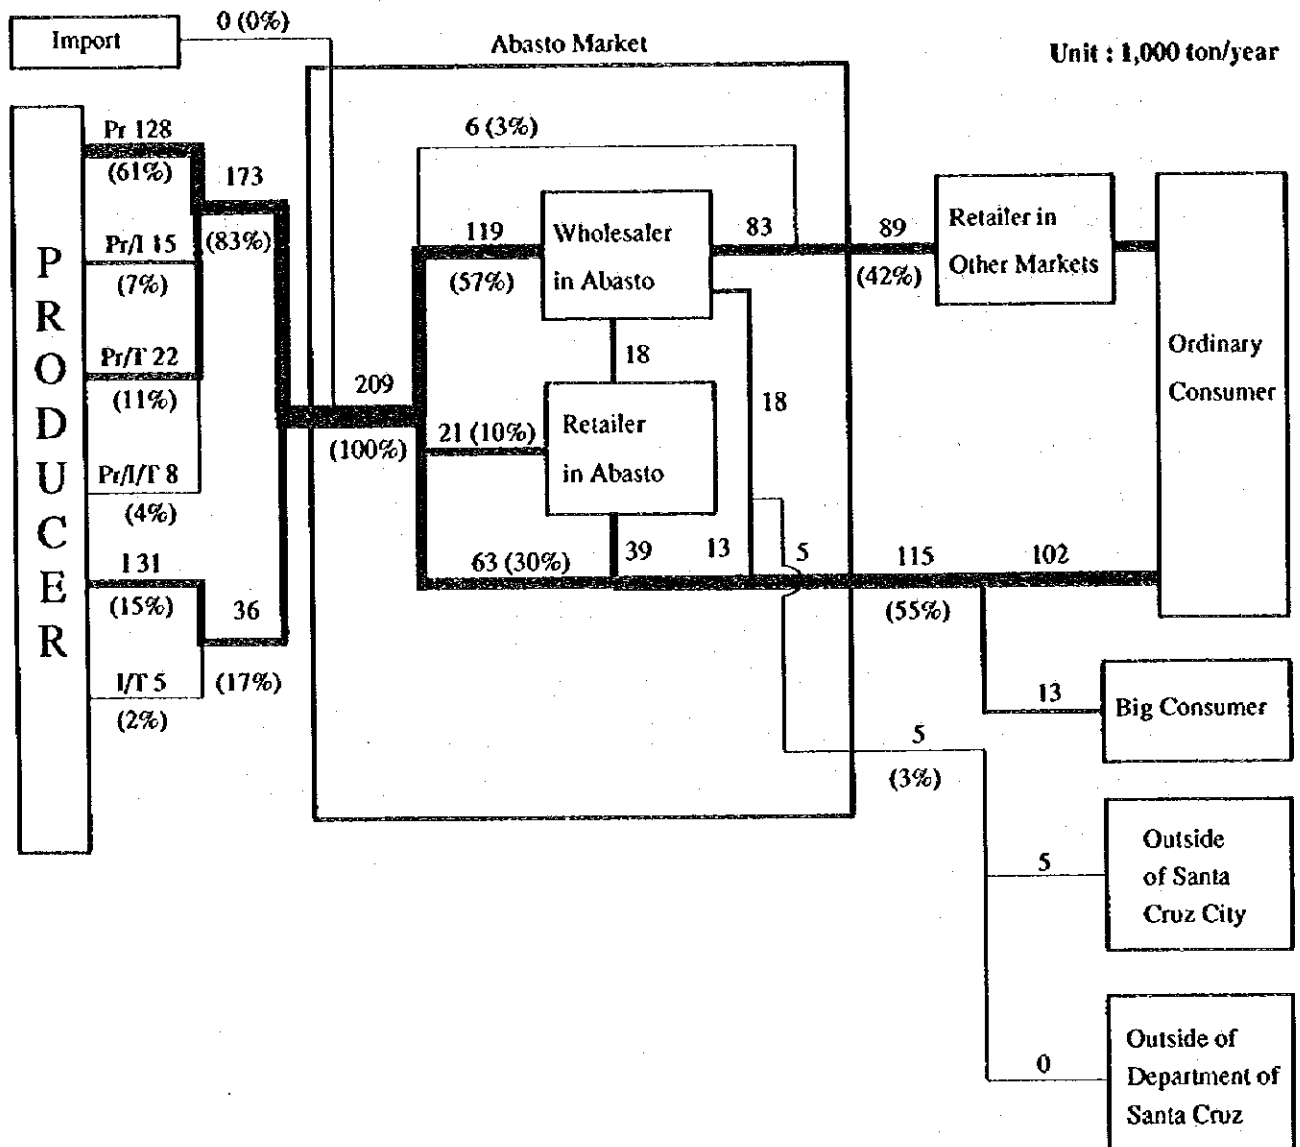 0 (0%)
Import
Abasto Market
Unit : 1,000 ton/year
PRODUCER
Pr 128
(61%)
173
(83%)
Pr/I 15
(7%)
Pr/T 22
(11%)
Pr/I/T 8
(4%)
I 31
(15%)
36
(17%)
I/T 5
(2%)
209
(100%)
6 (3%)
119
(57%)
Wholesaler
in Abasto
83
89
(42%)
Retailer in
Other Markets
18
18
21 (10%)
Retailer
in Abasto
63 (30%)
39
13
5
115
(55%)
102
Ordinary
Consumer
13
Big Consumer
5
(3%)
5
Outside
of Santa
Cruz City
0
Outside of
Department of
Santa Cruz